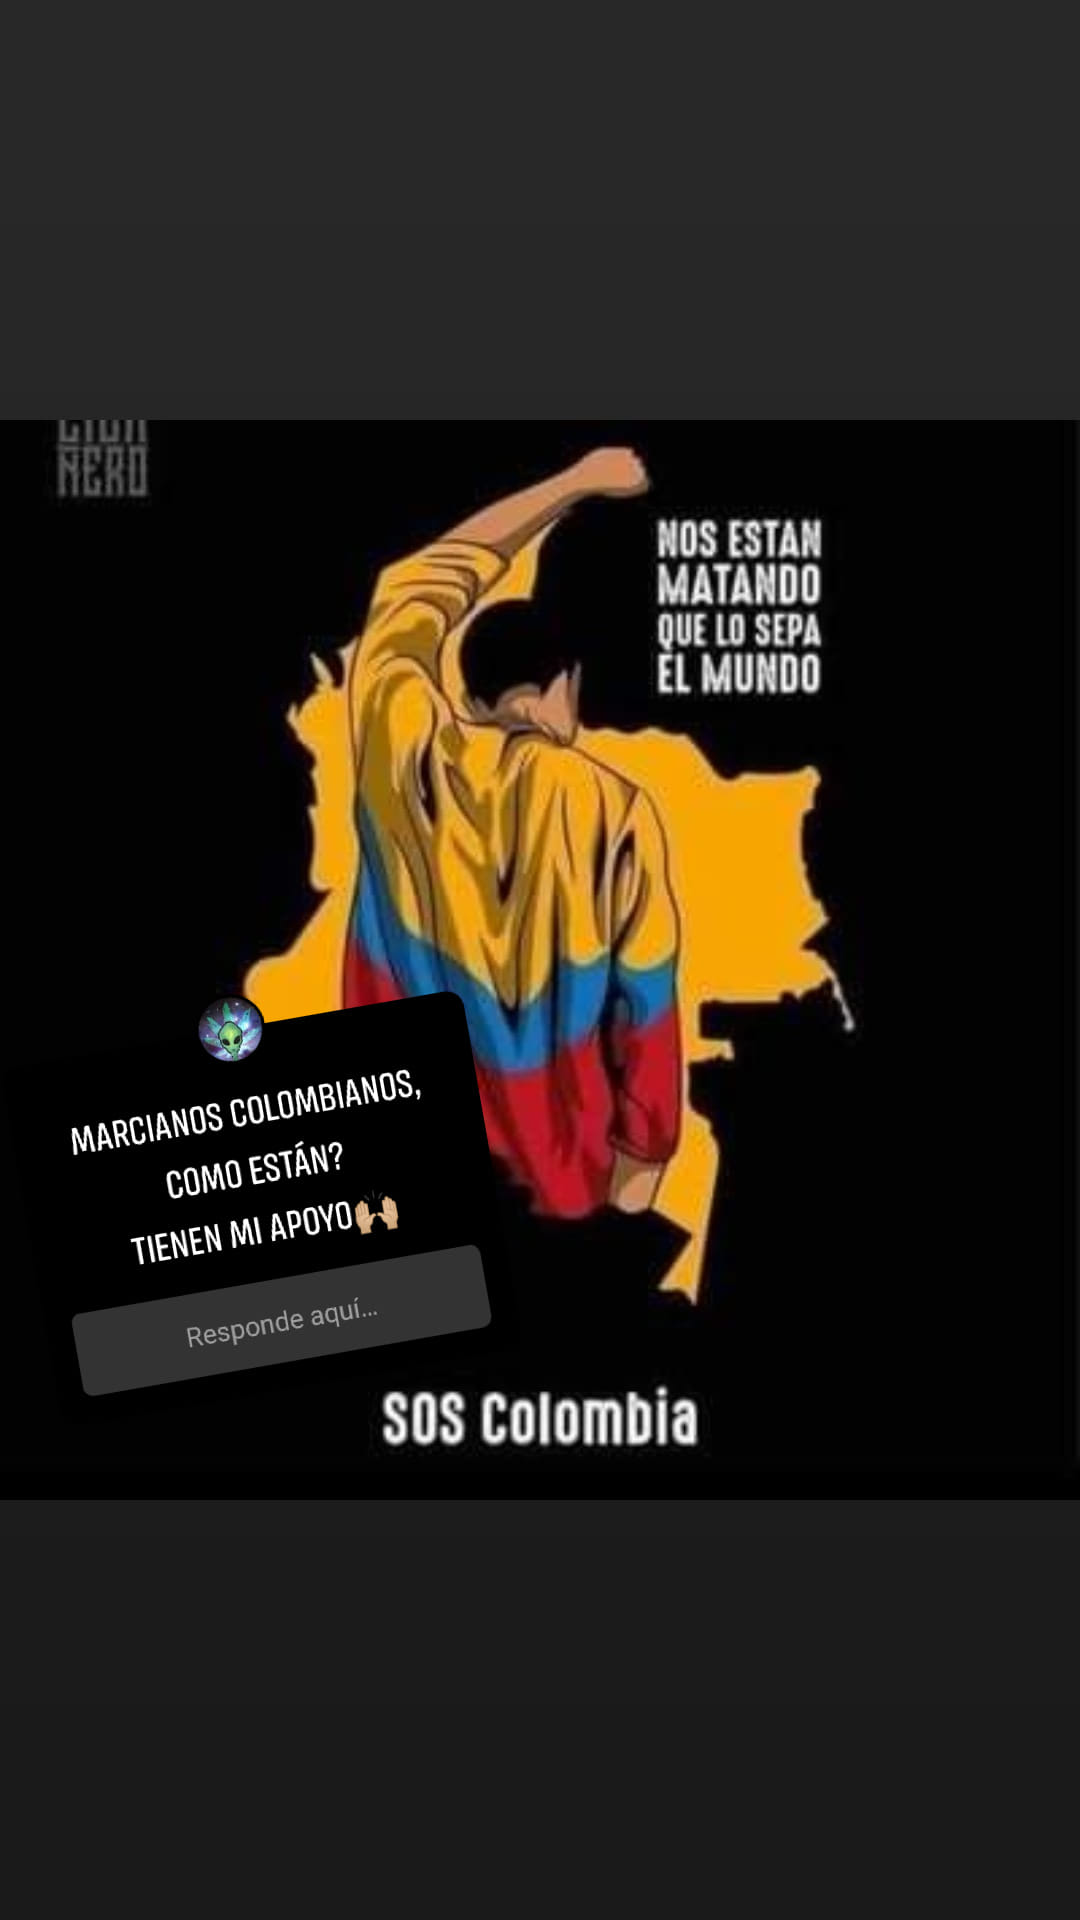 ÑERO
NOS ESTAN
MATANDO
QUE LO SEPA
EL MUNDO
MARCIANOS COLOMBIANOS,
COMO ESTÁN?
TIENEN MI APOYO🙌🏼
Responde aquí...
SOS Colombia